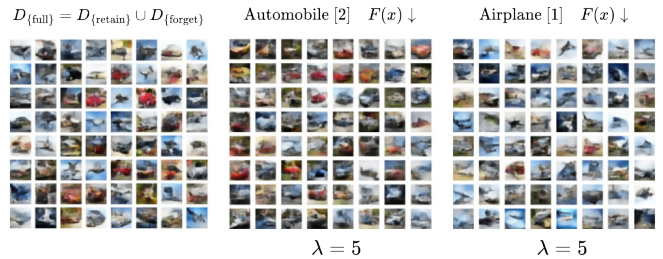 D_{full} = D_{retain} ∪ D_{forget}
Automobile [2] F(x) ↓
Airplane [1] F(x) ↓
λ = 5
λ = 5